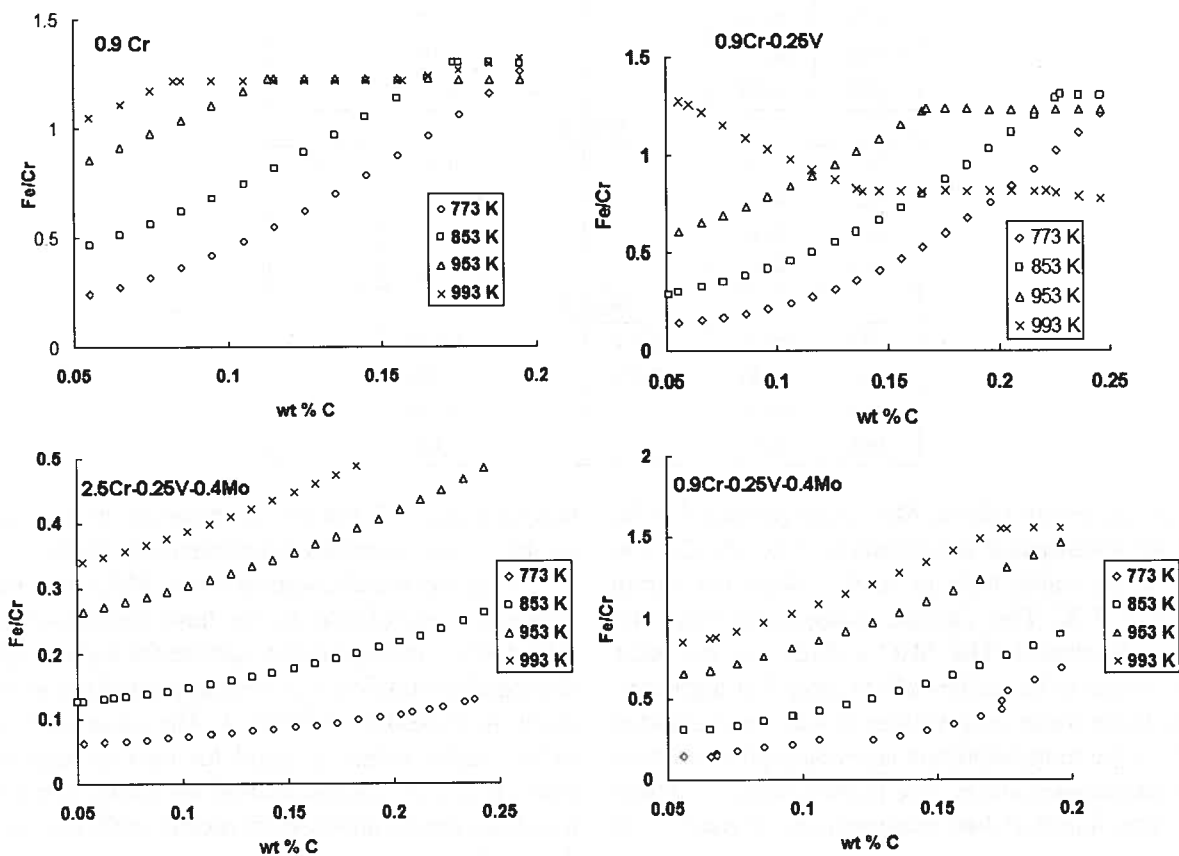 0.9 Cr
1.5
1
0.5
0
Fe/Cr
0.05
0.1
0.15
0.2
wt % C
773 K
853 K
953 K
993 K
0.9Cr-0.25V
1.5
1
0.5
0
Fe/Cr
0.05
0.1
0.15
0.2
0.25
wt % C
773 K
853 K
953 K
993 K
2.5Cr-0.25V-0.4Mo
0.5
0.4
0.3
0.2
0.1
0
Fe/Cr
0.05
0.1
0.15
0.2
0.25
wt % C
773 K
853 K
953 K
993 K
0.9Cr-0.25V-0.4Mo
2
1.5
1
0.5
0
Fe/Cr
0.05
0.1
0.15
0.2
wt % C
773 K
853 K
953 K
993 K